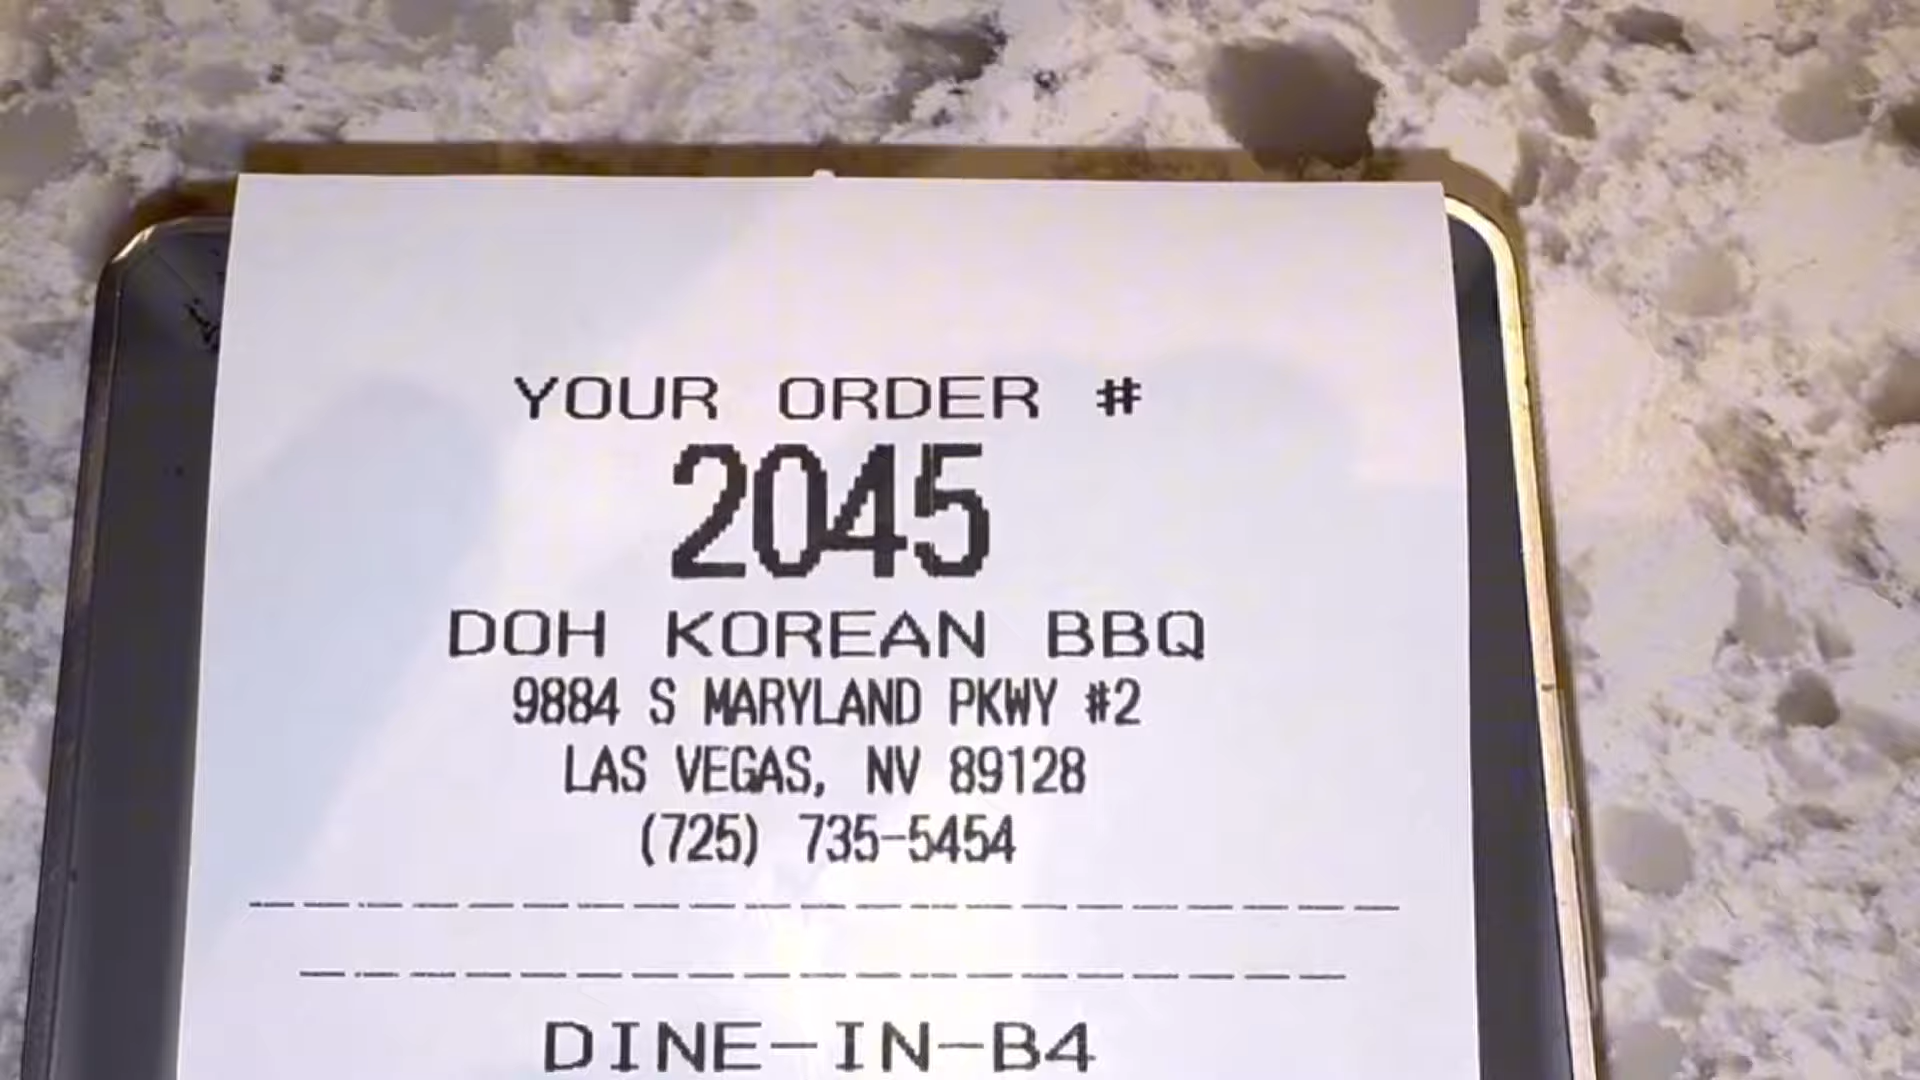 YOUR ORDER #
2045
DOH KOREAN BBQ
9884 S MARYLAND PKWY #2
LAS VEGAS, NV 89128
(725) 735-5454
DINE-IN-B4